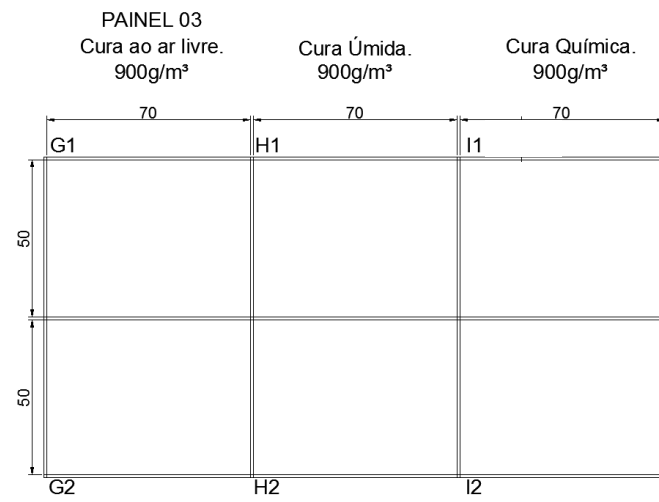 PAINEL 03
Cura ao ar livre.
900g/m³
Cura Úmida.
900g/m³
Cura Química.
900g/m³
70
70
70
G1
H1
I1
50
50
G2
H2
I2